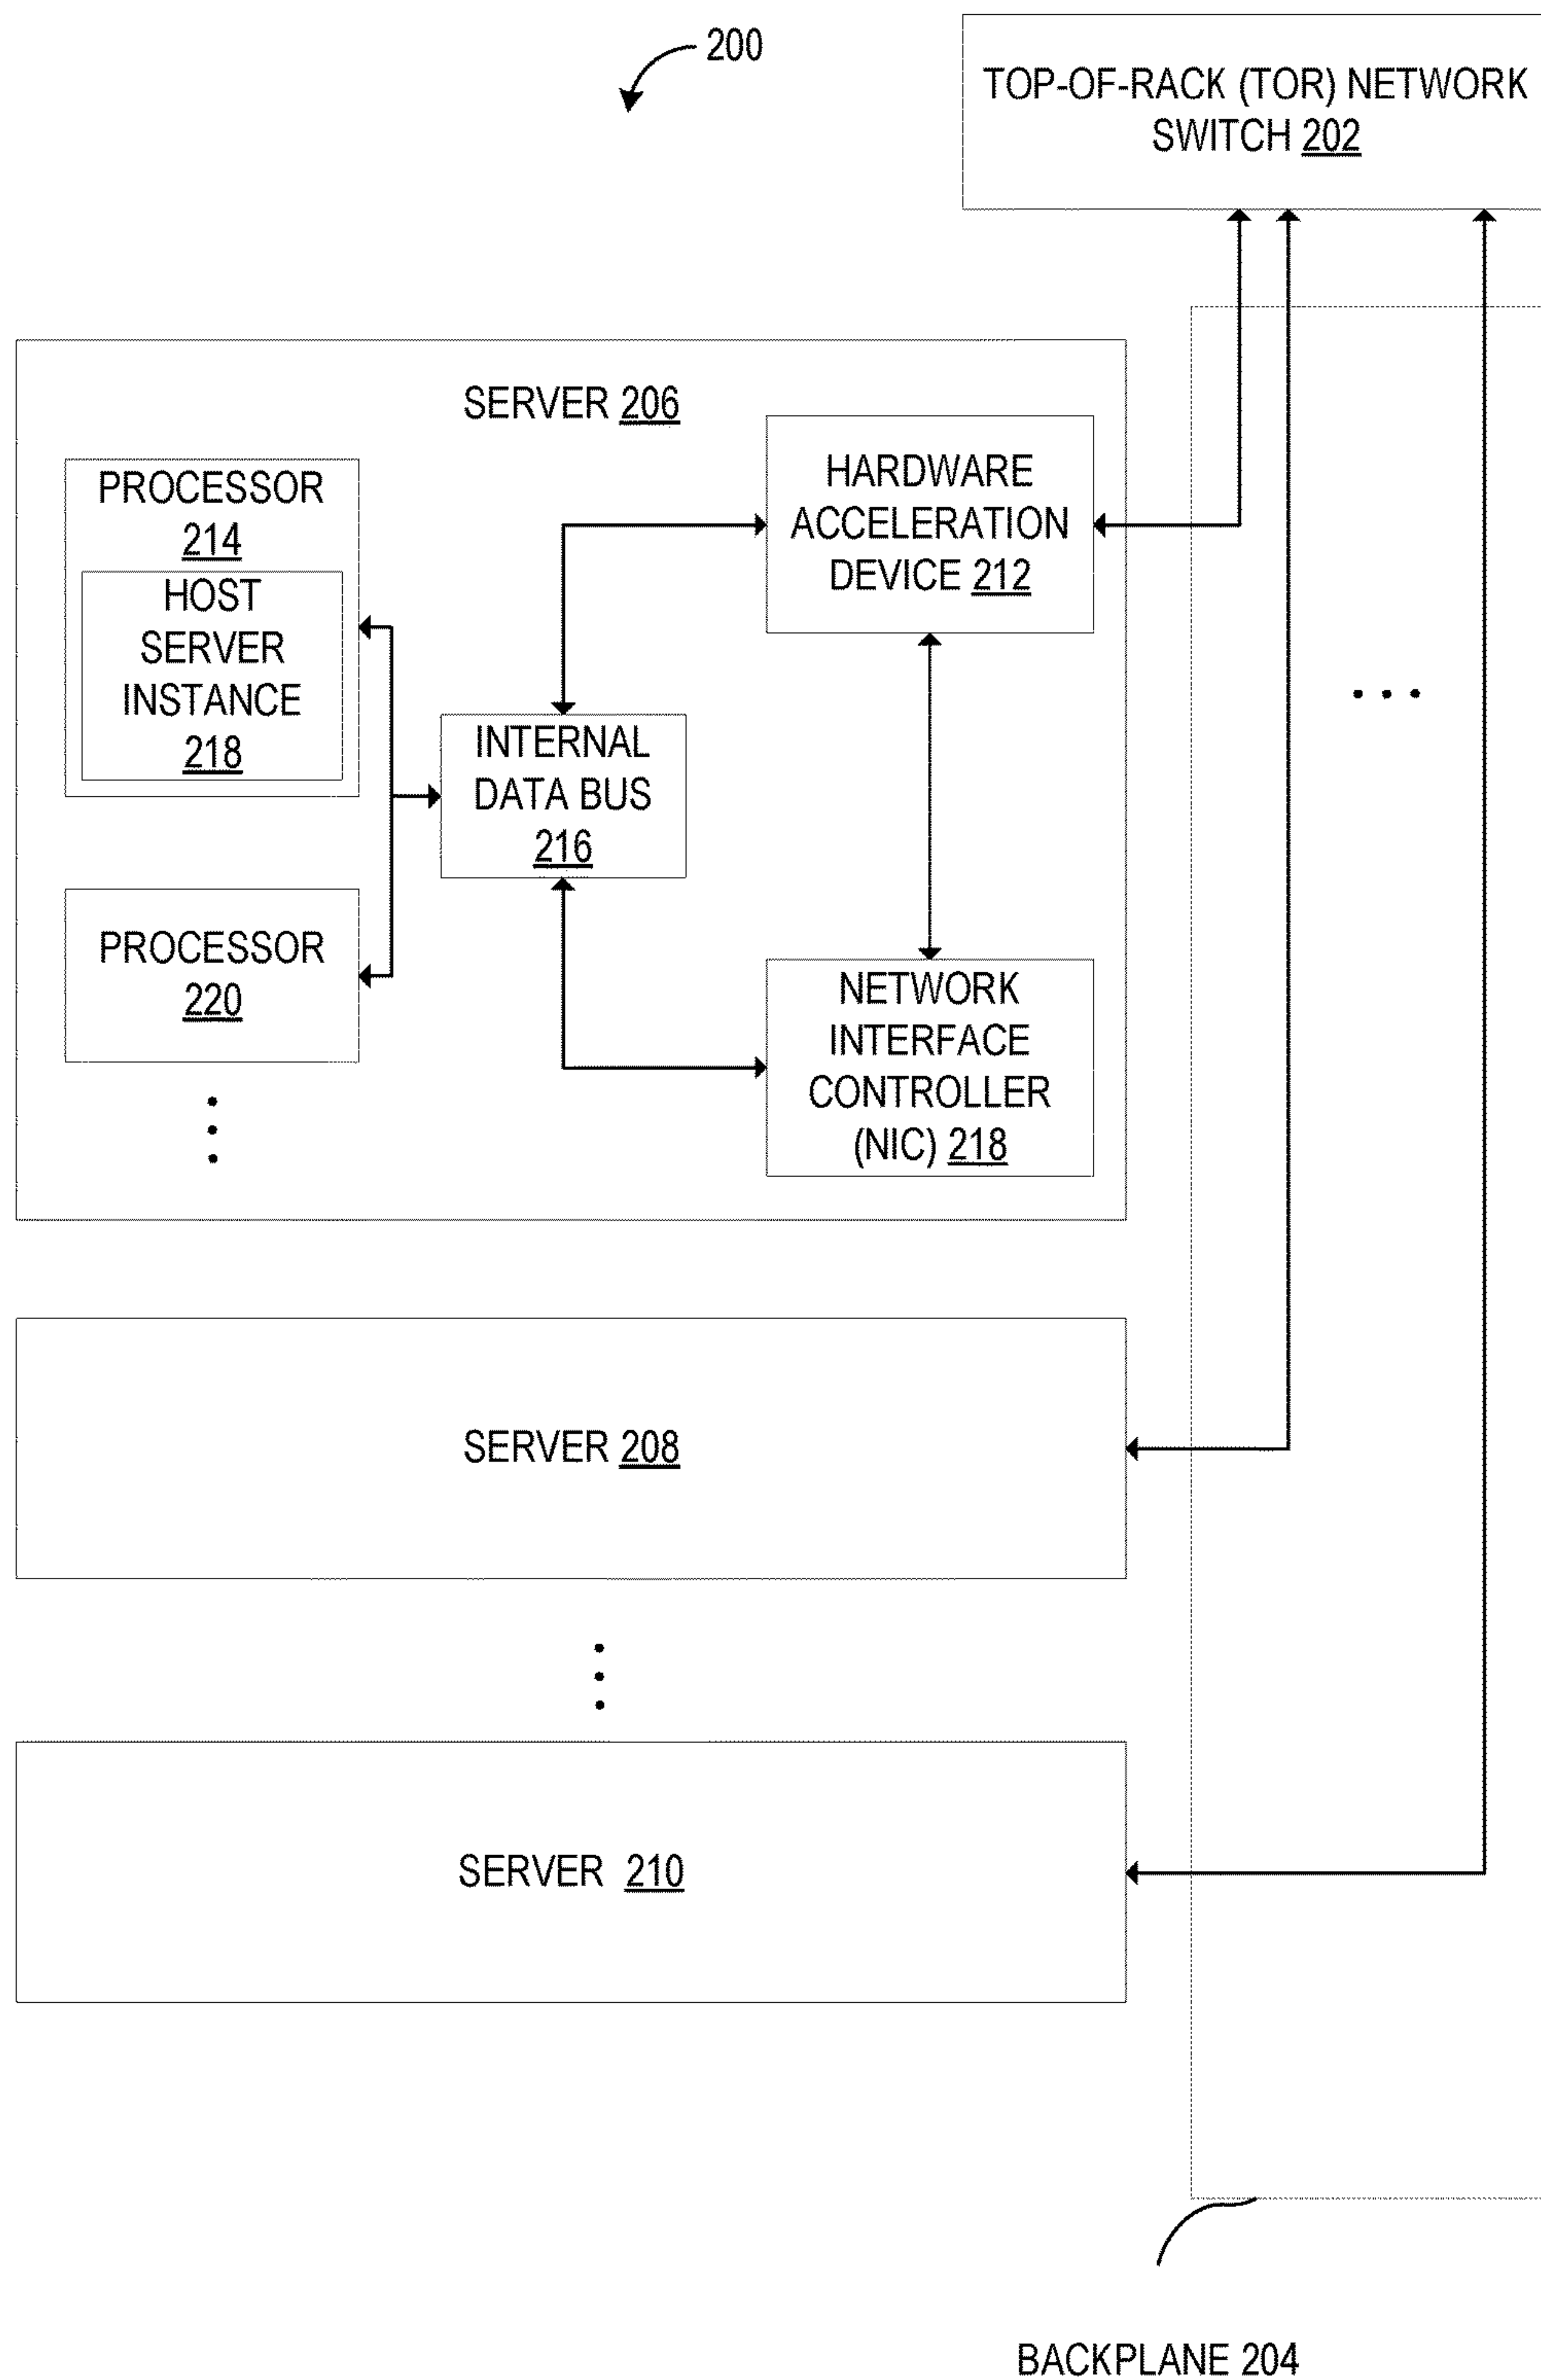 200
TOP-OF-RACK (TOR) NETWORK
SWITCH 202
SERVER 206
PROCESSOR
214
HOST
SERVER
INSTANCE
218
HARDWARE
ACCELERATION
DEVICE 212
INTERNAL
DATA BUS
216
PROCESSOR
220
NETWORK
INTERFACE
CONTROLLER
(NIC) 218
SERVER 208
SERVER 210
BACKPLANE 204